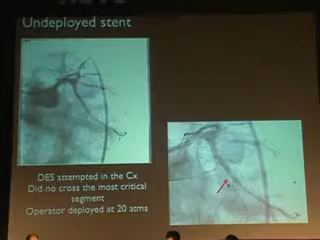 Undeployed stent
DES attempted in the Cx
Did no cross the most critical
segment
Operator deployed at 20 atms